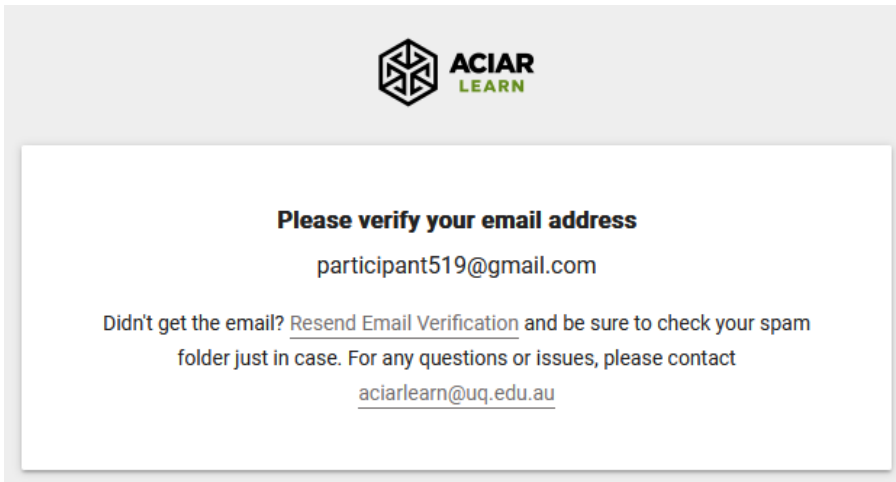 ACIAR
LEARN
Please verify your email address
participant519@gmail.com
Didn't get the email? Resend Email Verification and be sure to check your spam
folder just in case. For any questions or issues, please contact
aciarlearn@uq.edu.au